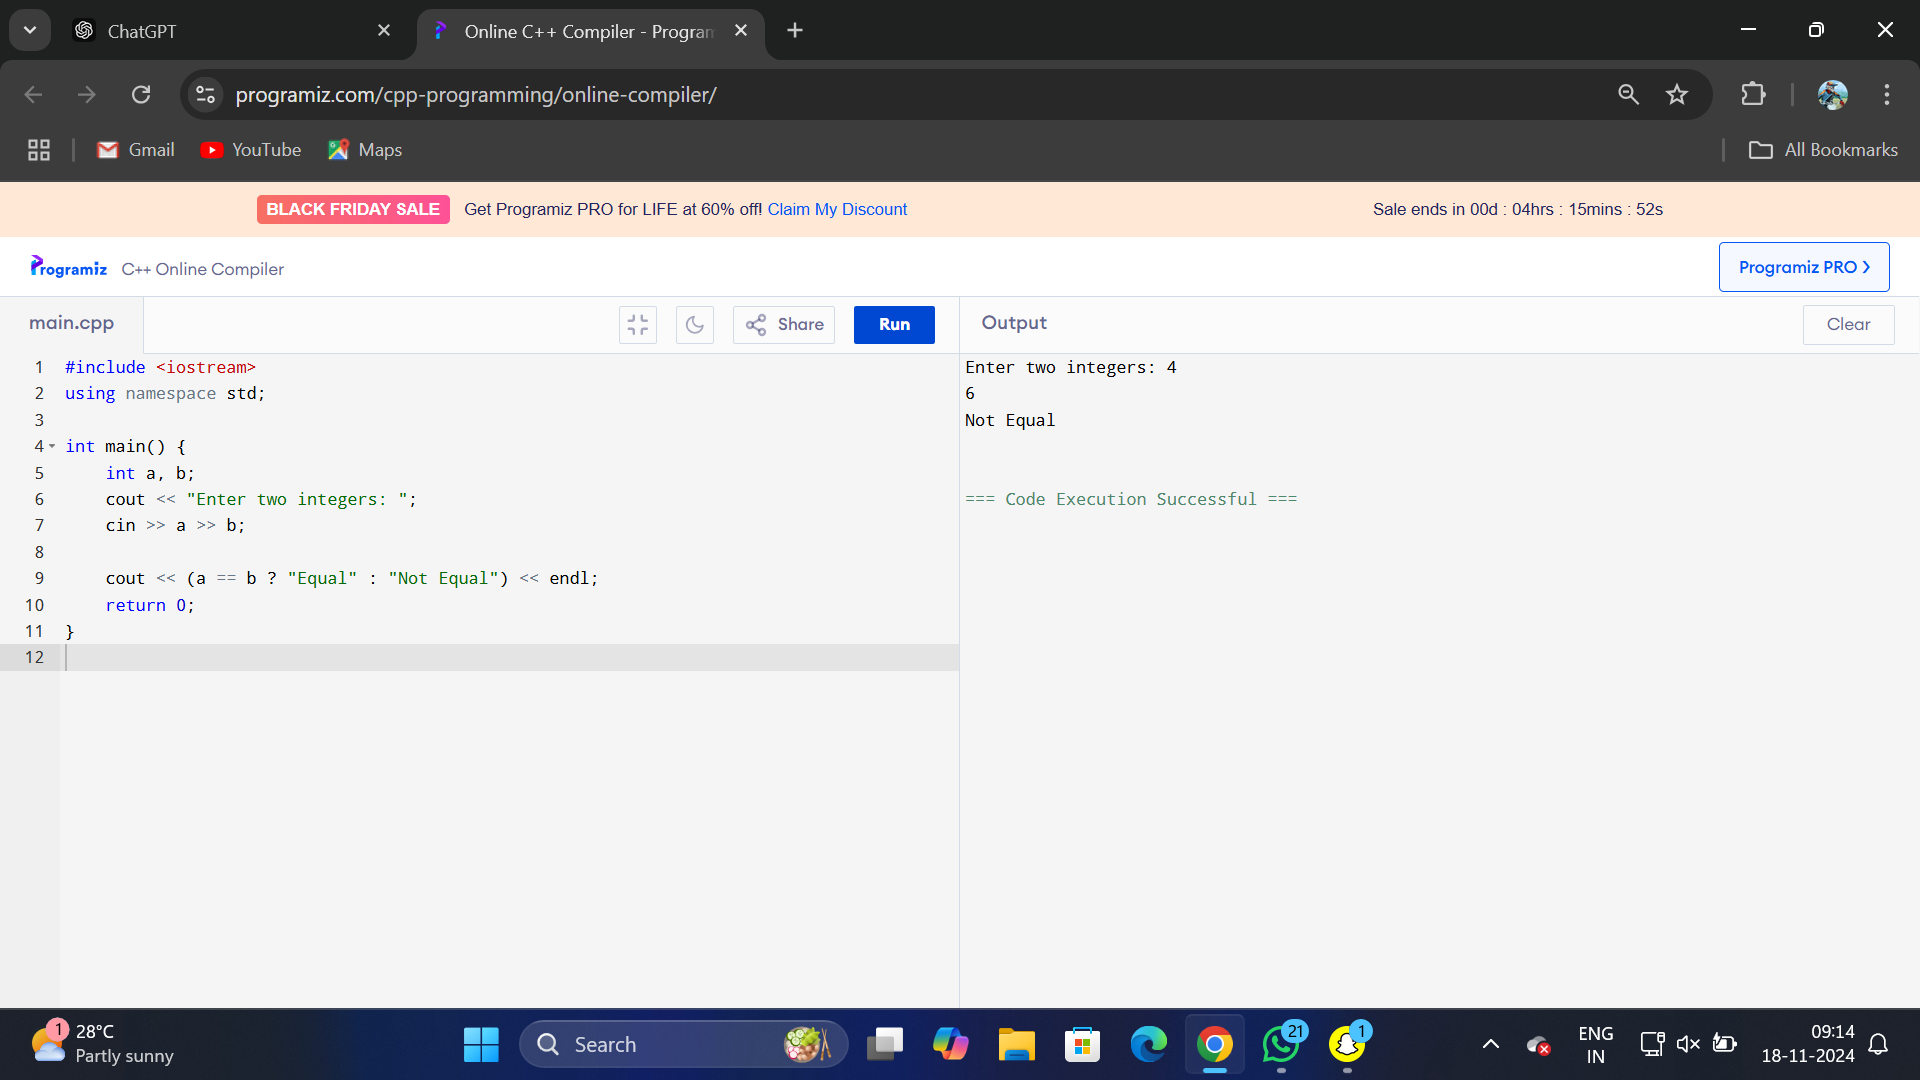 ChatGPT
Online C++ Compiler - Program
programiz.com/cpp-programming/online-compiler/
Gmail
YouTube
Maps
All Bookmarks
BLACK FRIDAY SALE Get Programiz PRO for LIFE at 60% off! Claim My Discount
Sale ends in 00d : 04hrs : 15mins : 52s
Programiz C++ Online Compiler
Programiz PRO ❯
main.cpp
Share
Run
Output
Clear
1 #include <iostream>
2 using namespace std;
3
4 int main() {
5     int a, b;
6     cout << "Enter two integers: ";
7     cin >> a >> b;
8
9     cout << (a == b ? "Equal" : "Not Equal") << endl;
10     return 0;
11 }
12
Enter two integers: 4
6
Not Equal
=== Code Execution Successful ===
1
28°C
Partly sunny
Search
21
1
ENG
IN
09:14
18-11-2024